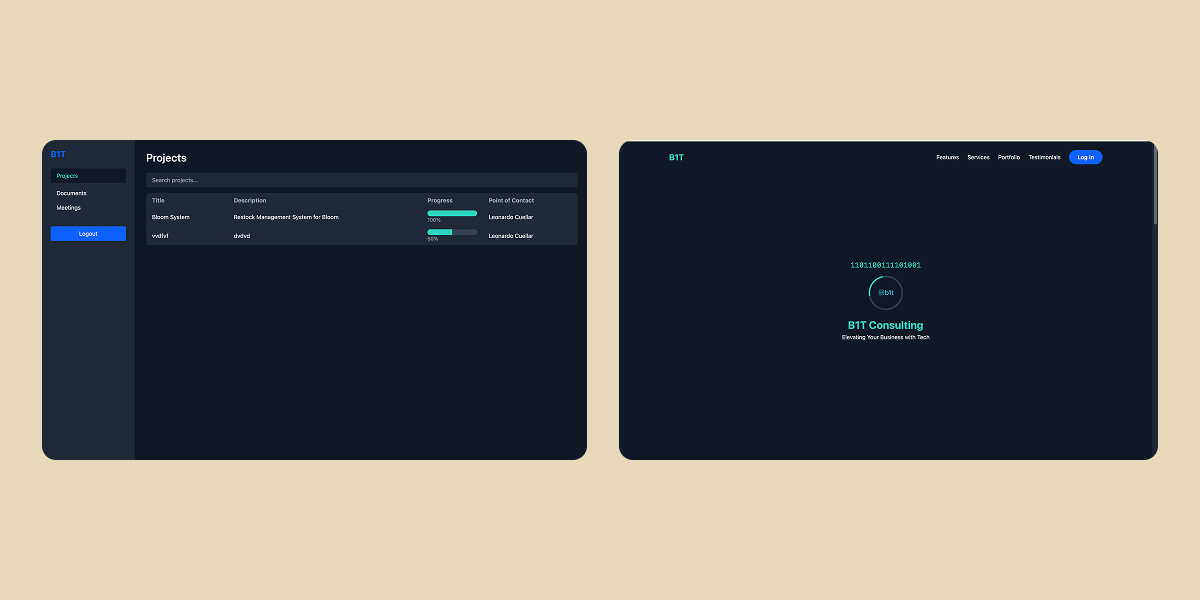 B1T
Projects
Documents
Meetings
Logout
Projects
Search projects...
Title Description Progress Point of Contact
Bloom System Restock Management System for Bloom 100% Leonardo Cuellar
vvdfvf dvdvd 50% Leonardo Cuellar
B1T Features Services Portfolio Testimonials Log In
1101100111101001
b1t
B1T Consulting
Elevating Your Business with Tech